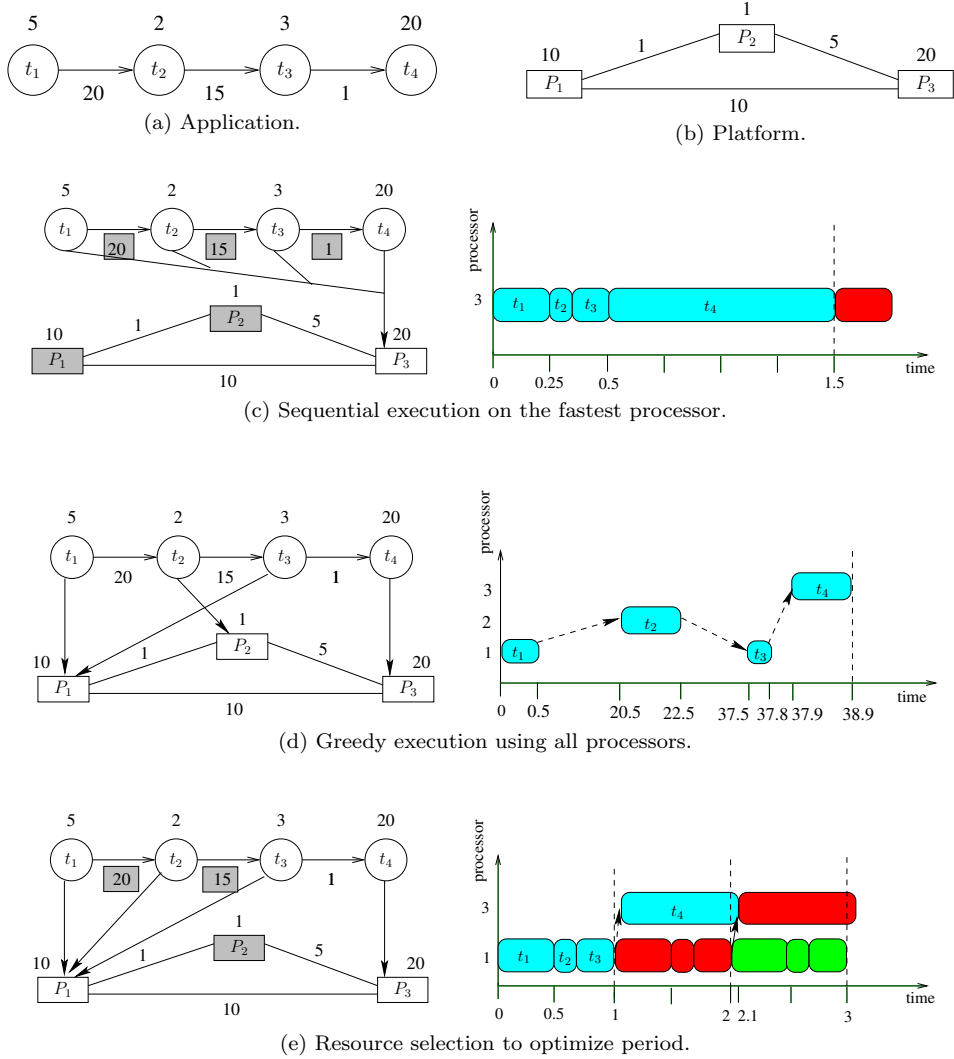 5 2 3 20
t1 t2 t3 t4
20 15 1
(a) Application.
1
10 1 P2 5 20
P1 P3
10
(b) Platform.
5 2 3 20
t1 t2 t3 t4
20 15 1
1
10 1 P2 5 20
P1 P3
10
processor
3 t1 t2 t3 t4
0 0.25 0.5 1.5 time
(c) Sequential execution on the fastest processor.
5 2 3 20
t1 t2 t3 t4
20 15 1
1
10 1 P2 5 20
P1 P3
10
processor
3 t4
2 t2
1 t1 t3
0 0.5 20.5 22.5 37.5 37.8 37.9 38.9 time
(d) Greedy execution using all processors.
5 2 3 20
t1 t2 t3 t4
20 15 1
1
10 1 P2 5 20
P1 P3
10
processor
3 t4
1 t1 t2 t3
0 0.5 1 2 2.1 3 time
(e) Resource selection to optimize period.